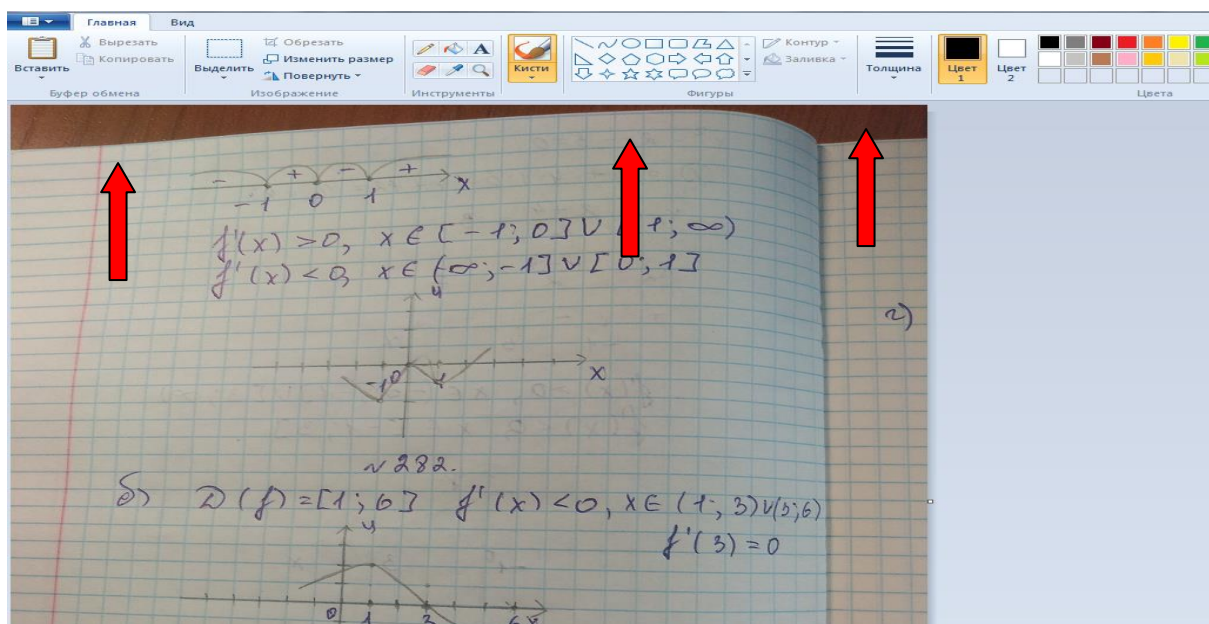 Главная Вид
Вставить
Вырезать
Копировать
Буфер обмена
Выделить
Обрезать
Изменить размер
Повернуть
Изображение
Инструменты
A
Кисти
Контур
Заливка
Фигуры
Толщина
Цвет 1
Цвет 2
Цвета
- + - + x
-1 0 1
f'(x) > 0, x ∈ [-1; 0] ∪ 1; ∞)
f'(x) < 0, x ∈ (∞; -1] ∪ [0; 1]
y
г)
-1 0 1 x
№282.
б) D(f) = [1; 6] f'(x) < 0, x ∈ (1; 3) ∪ (3; 6)
f'(3) = 0
y
0 1 3 6 x